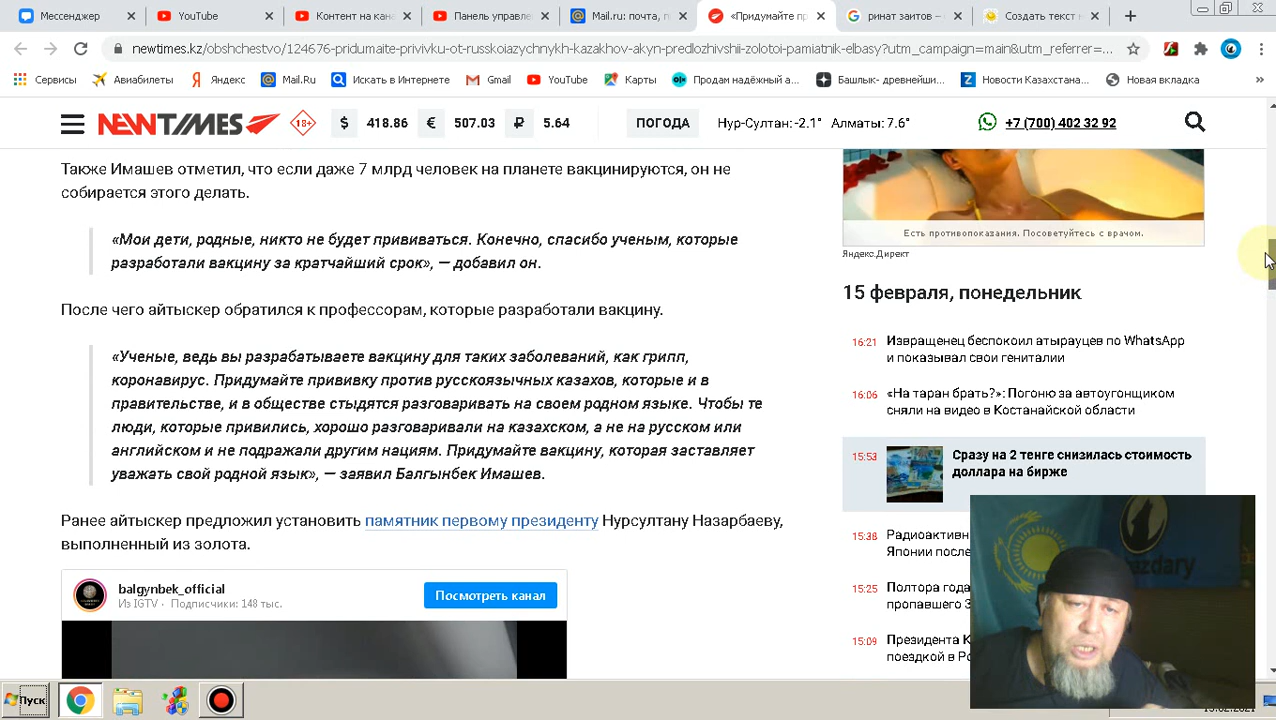 Мессенджер
YouTube
Контент на кана
Панель управле
Mail.ru: почта, п
«Придумайте пр
ринат заитов –
Создать текст н
newtimes.kz/obshchestvo/124676-pridumaite-privivku-ot-russkoiazychnykh-kazakhov-akyn-predlozhivshii-zolotoi-pamiatnik-elbasy?utm_campaign=main&utm_referrer=...
Сервисы
Авиабилеты
Яндекс
Mail.Ru
Искать в Интернете
Gmail
YouTube
Карты
Продам надёжный а...
Башлык- древнейши...
Новости Казахстана...
Новая вкладка
NEWTIMES 18+ $ 418.86 € 507.03 ₽ 5.64 ПОГОДА Нур-Султан: -2.1° Алматы: 7.6° +7 (700) 402 32 92
Также Имашев отметил, что если даже 7 млрд человек на планете вакцинируются, он не
собирается этого делать.
«Мои дети, родные, никто не будет прививаться. Конечно, спасибо ученым, которые
разработали вакцину за кратчайший срок», — добавил он.
После чего айтыскер обратился к профессорам, которые разработали вакцину.
«Ученые, ведь вы разрабатываете вакцину для таких заболеваний, как грипп,
коронавирус. Придумайте прививку против русскоязычных казахов, которые и в
правительстве, и в обществе стыдятся разговаривать на своем родном языке. Чтобы те
люди, которые привились, хорошо разговаривали на казахском, а не на русском или
английском и не подражали другим нациям. Придумайте вакцину, которая заставляет
уважать свой родной язык», — заявил Балгынбек Имашев.
Ранее айтыскер предложил установить памятник первому президенту Нурсултану Назарбаеву,
выполненный из золота.
balgynbek_official
Из IGTV · Подписчики: 148 тыс.
Посмотреть канал
Есть противопоказания. Посоветуйтесь с врачом.
Яндекс.Директ
15 февраля, понедельник
16:21 Извращенец беспокоил атырауцев по WhatsApp
и показывал свои гениталии
16:06 «На таран брать?»: Погоню за автоугонщиком
сняли на видео в Костанайской области
15:53 Сразу на 2 тенге снизилась стоимость
доллара на бирже
15:38 Радиоактивн
Японии после
15:25 Полтора года
пропавшего
15:09 Президента К
поездкой в Ро
azdary
Пуск